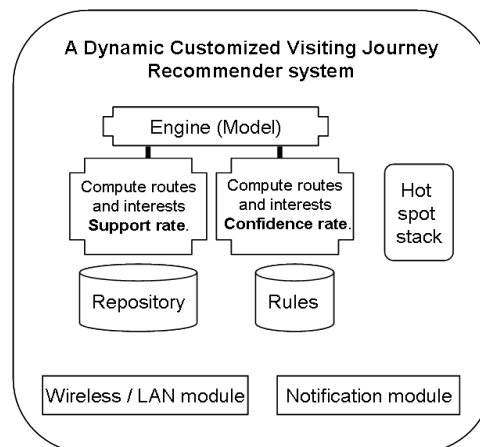 A Dynamic Customized Visiting Journey
Recommender system
Engine (Model)
Compute routes
and interests
Support rate.
Compute routes
and interests
Confidence rate.
Hot
spot
stack
Repository
Rules
Wireless / LAN module
Notification module